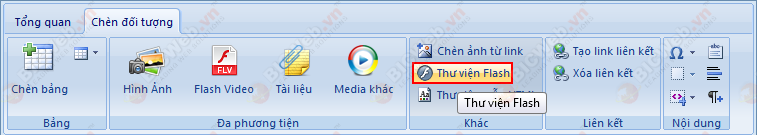 Tổng quan
Chèn đối tượng
Chèn bảng
Bảng
Hình Ảnh
FLV
Flash Video
Tài liệu
Media khác
Đa phương tiện
Chèn ảnh từ link
Thư viện Flash
Aa
Thư viện
Thư viện Flash
Khác
Tạo link liên kết
Xóa liên kết
Liên kết
Ω
Nội dung